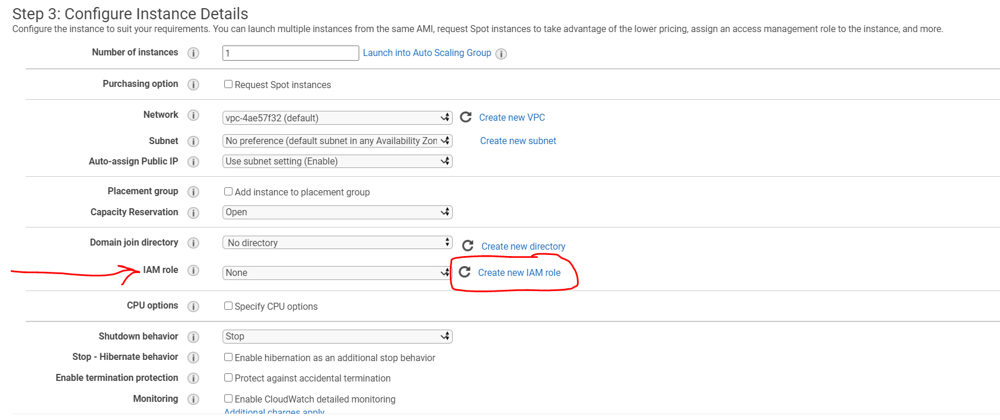 Step 3: Configure Instance Details
Configure the instance to suit your requirements. You can launch multiple instances from the same AMI, request Spot instances to take advantage of the lower pricing, assign an access management role to the instance, and more.
Number of instances i 1 Launch into Auto Scaling Group i
Purchasing option i Request Spot instances
Network i vpc-4ae57f32 (default) Create new VPC
Subnet i No preference (default subnet in any Availability Zon Create new subnet
Auto-assign Public IP i Use subnet setting (Enable)
Placement group i Add instance to placement group
Capacity Reservation i Open
Domain join directory i No directory Create new directory
IAM role i None Create new IAM role
CPU options i Specify CPU options
Shutdown behavior i Stop
Stop - Hibernate behavior i Enable hibernation as an additional stop behavior
Enable termination protection i Protect against accidental termination
Monitoring i Enable CloudWatch detailed monitoring
Additional charges apply